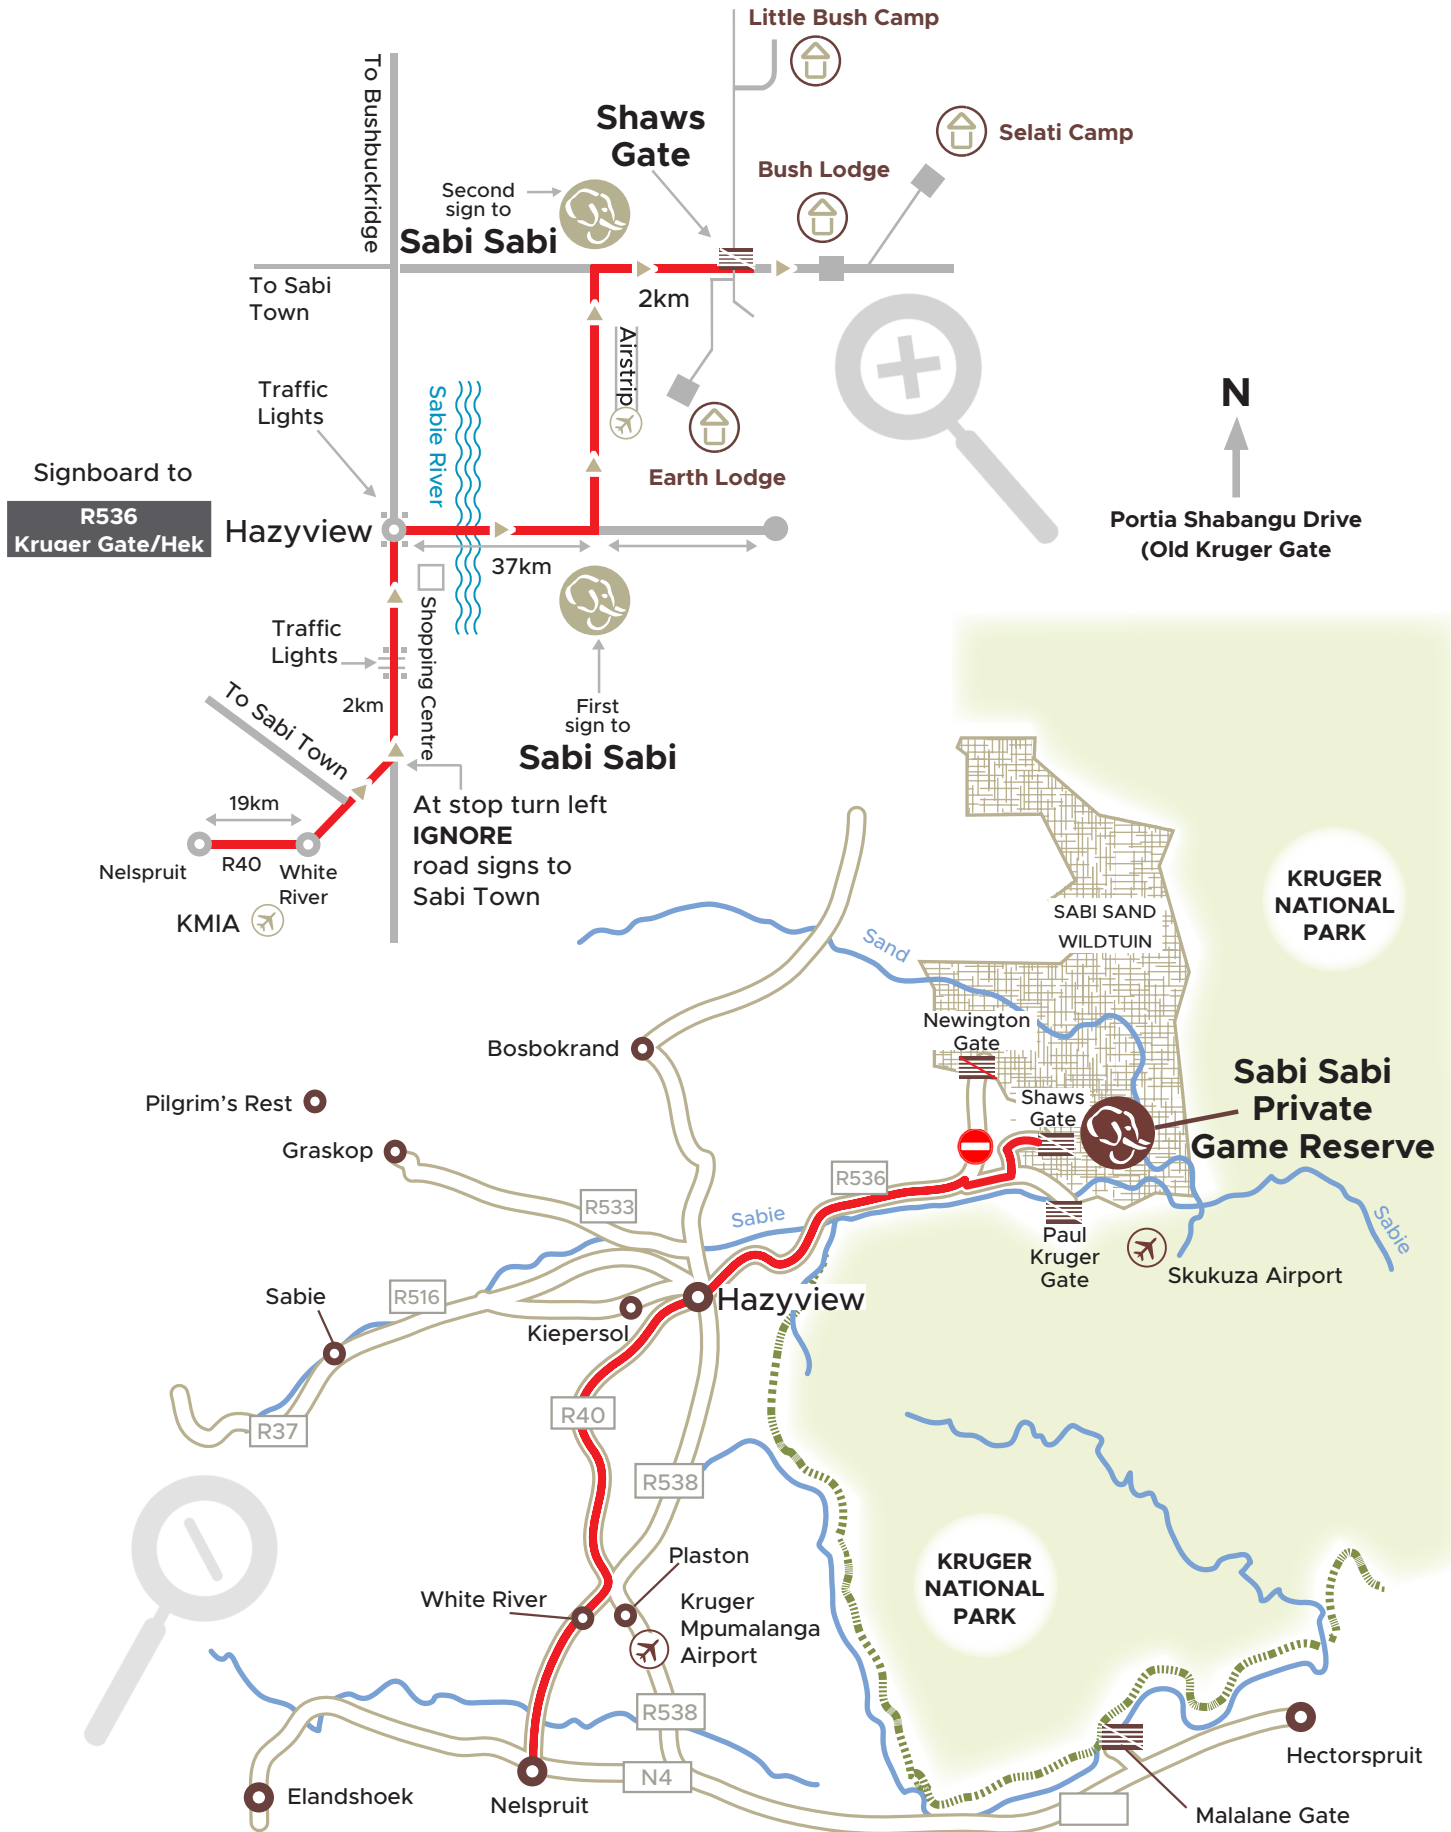 Little Bush Camp
To Bushbuckridge
Shaws
Gate
Selati Camp
Bush Lodge
Second
sign to
Sabi Sabi
To Sabi
Town
2km
Airstrip
Traffic
Lights
Sabie River
N
Signboard to
R536
Kruger Gate/Hek
Hazyview
Earth Lodge
Portia Shabangu Drive
(Old Kruger Gate
37km
Shopping Centre
Traffic
Lights
2km
First
sign to
Sabi Sabi
To Sabi Town
19km
At stop turn left
IGNORE
road signs to
Sabi Town
Nelspruit
R40
White
River
KMIA
KRUGER
NATIONAL
PARK
SABI SAND
WILDTUIN
Sand
Newington
Gate
Bosbokrand
Sabi Sabi
Private
Game Reserve
Shaws
Gate
Pilgrim's Rest
Graskop
R536
R533
Sabie
Sabie
Paul
Kruger
Gate
Skukuza Airport
Sabie
R516
Hazyview
Kiepersol
R40
R37
R538
Plaston
KRUGER
NATIONAL
PARK
White River
Kruger
Mpumalanga
Airport
R538
Hectorspruit
N4
Elandshoek
Nelspruit
Malalane Gate